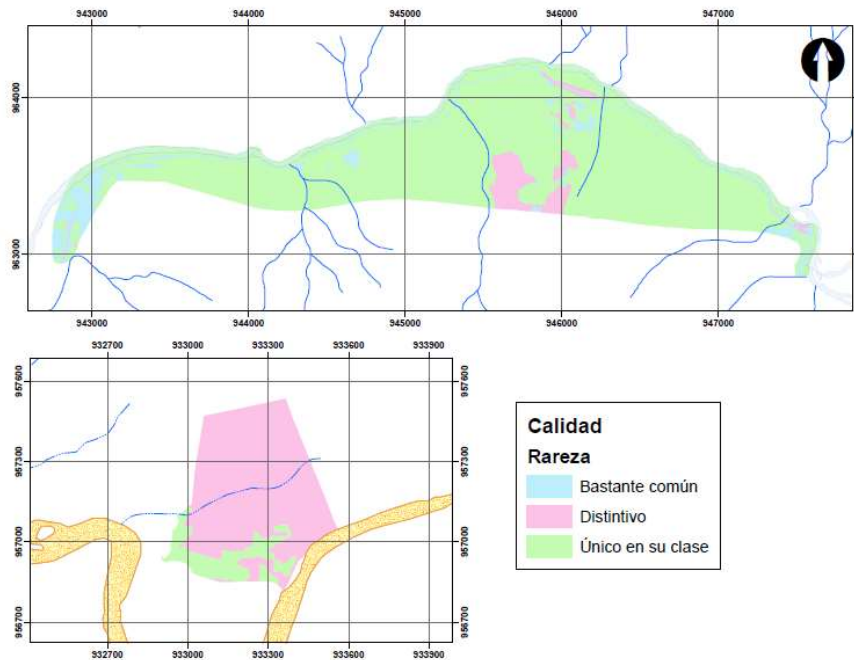 943000 944000 945000 946000 947000
964000 964000
963000 963000
943000 944000 945000 946000 947000
932700 933000 933300 933600 933900
957600 957600
957300 957300
957000 957000
956700 956700
932700 933000 933300 933600 933900
Calidad
Rareza
Bastante común
Distintivo
Único en su clase